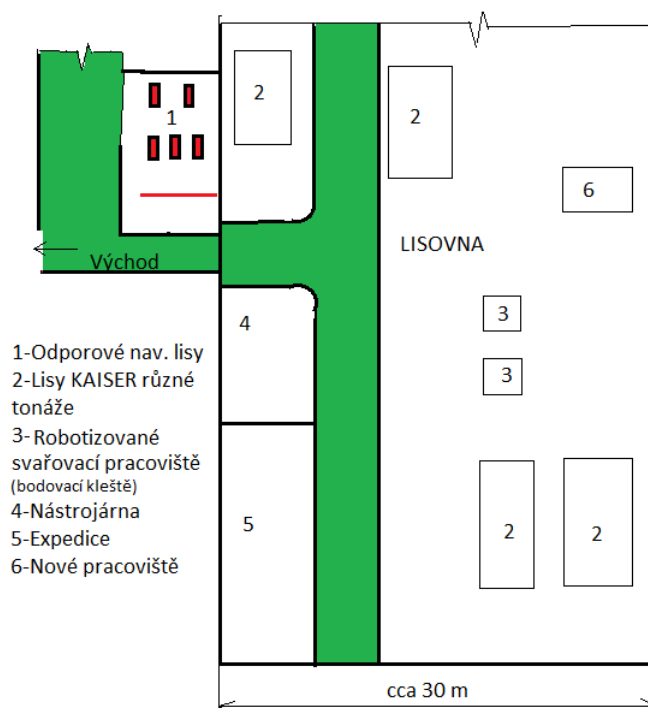 2
2
1
6
LISOVNA
Východ
3
4
3
1-Odporové nav. lisy
2-Lisy KAISER různé
tonáže
3- Robotizované
svařovací pracoviště
(bodovací kleště)
4-Nástrojárna
5-Expedice
6-Nové pracoviště
5
2
2
cca 30 m